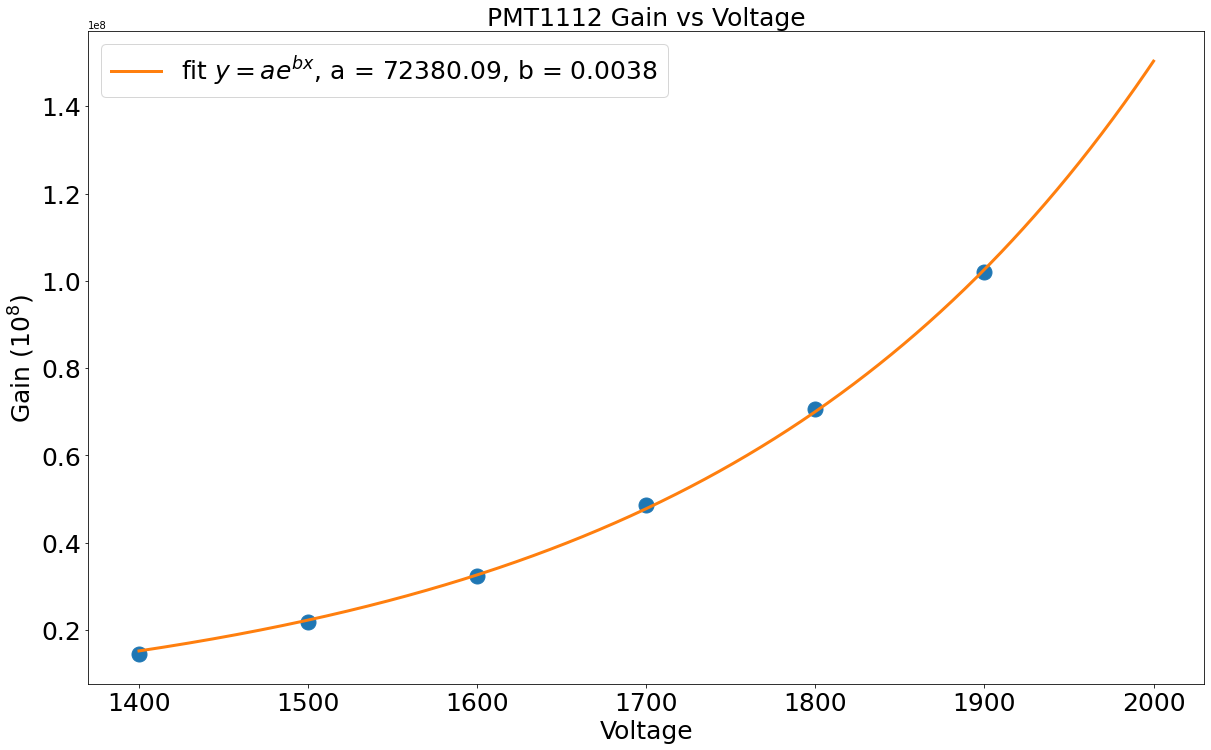 PMT1112 Gain vs Voltage
1e8
fit y = ae^{bx}, a = 72380.09, b = 0.0038
1.4
1.2
1.0
0.8
0.6
0.4
0.2
Gain (10^8)
1400 1500 1600 1700 1800 1900 2000
Voltage